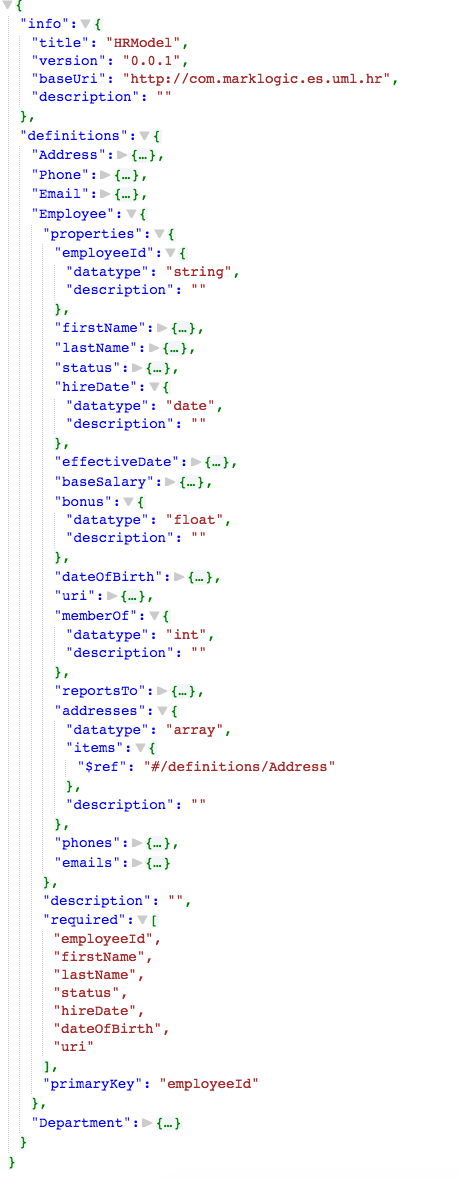 {
"info": {
"title": "HRModel",
"version": "0.0.1",
"baseUri": "http://com.marklogic.es.uml.hr",
"description": ""
},
"definitions": {
"Address": {…},
"Phone": {…},
"Email": {…},
"Employee": {
"properties": {
"employeeId": {
"datatype": "string",
"description": ""
},
"firstName": {…},
"lastName": {…},
"status": {…},
"hireDate": {
"datatype": "date",
"description": ""
},
"effectiveDate": {…},
"baseSalary": {…},
"bonus": {
"datatype": "float",
"description": ""
},
"dateOfBirth": {…},
"uri": {…},
"memberOf": {
"datatype": "int",
"description": ""
},
"reportsTo": {…},
"addresses": {
"datatype": "array",
"items": {
"$ref": "#/definitions/Address"
},
"description": ""
},
"phones": {…},
"emails": {…}
},
"description": "",
"required": [
"employeeId",
"firstName",
"lastName",
"status",
"hireDate",
"dateOfBirth",
"uri"
],
"primaryKey": "employeeId"
},
"Department": {…}
}
}